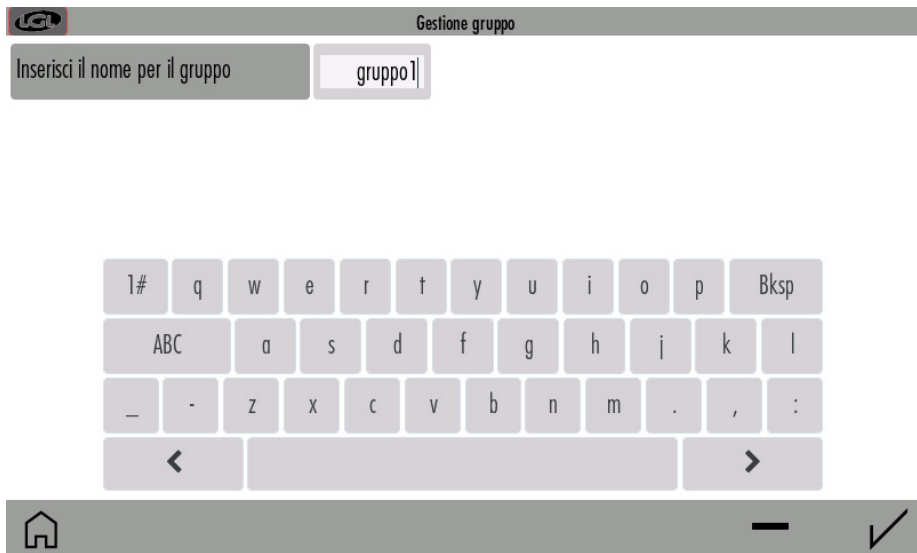 LGL
Gestione gruppo
Inserisci il nome per il gruppo
gruppo1
1# q w e r t y u i o p Bksp
ABC a s d f g h j k l
_ - z x c v b n m . , :